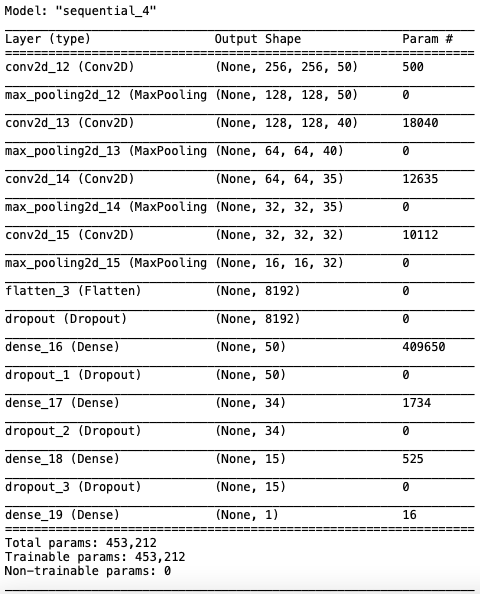 Model: "sequential_4"
Layer (type) Output Shape Param #
conv2d_12 (Conv2D) (None, 256, 256, 50) 500
max_pooling2d_12 (MaxPooling (None, 128, 128, 50) 0
conv2d_13 (Conv2D) (None, 128, 128, 40) 18040
max_pooling2d_13 (MaxPooling (None, 64, 64, 40) 0
conv2d_14 (Conv2D) (None, 64, 64, 35) 12635
max_pooling2d_14 (MaxPooling (None, 32, 32, 35) 0
conv2d_15 (Conv2D) (None, 32, 32, 32) 10112
max_pooling2d_15 (MaxPooling (None, 16, 16, 32) 0
flatten_3 (Flatten) (None, 8192) 0
dropout (Dropout) (None, 8192) 0
dense_16 (Dense) (None, 50) 409650
dropout_1 (Dropout) (None, 50) 0
dense_17 (Dense) (None, 34) 1734
dropout_2 (Dropout) (None, 34) 0
dense_18 (Dense) (None, 15) 525
dropout_3 (Dropout) (None, 15) 0
dense_19 (Dense) (None, 1) 16
Total params: 453,212
Trainable params: 453,212
Non-trainable params: 0